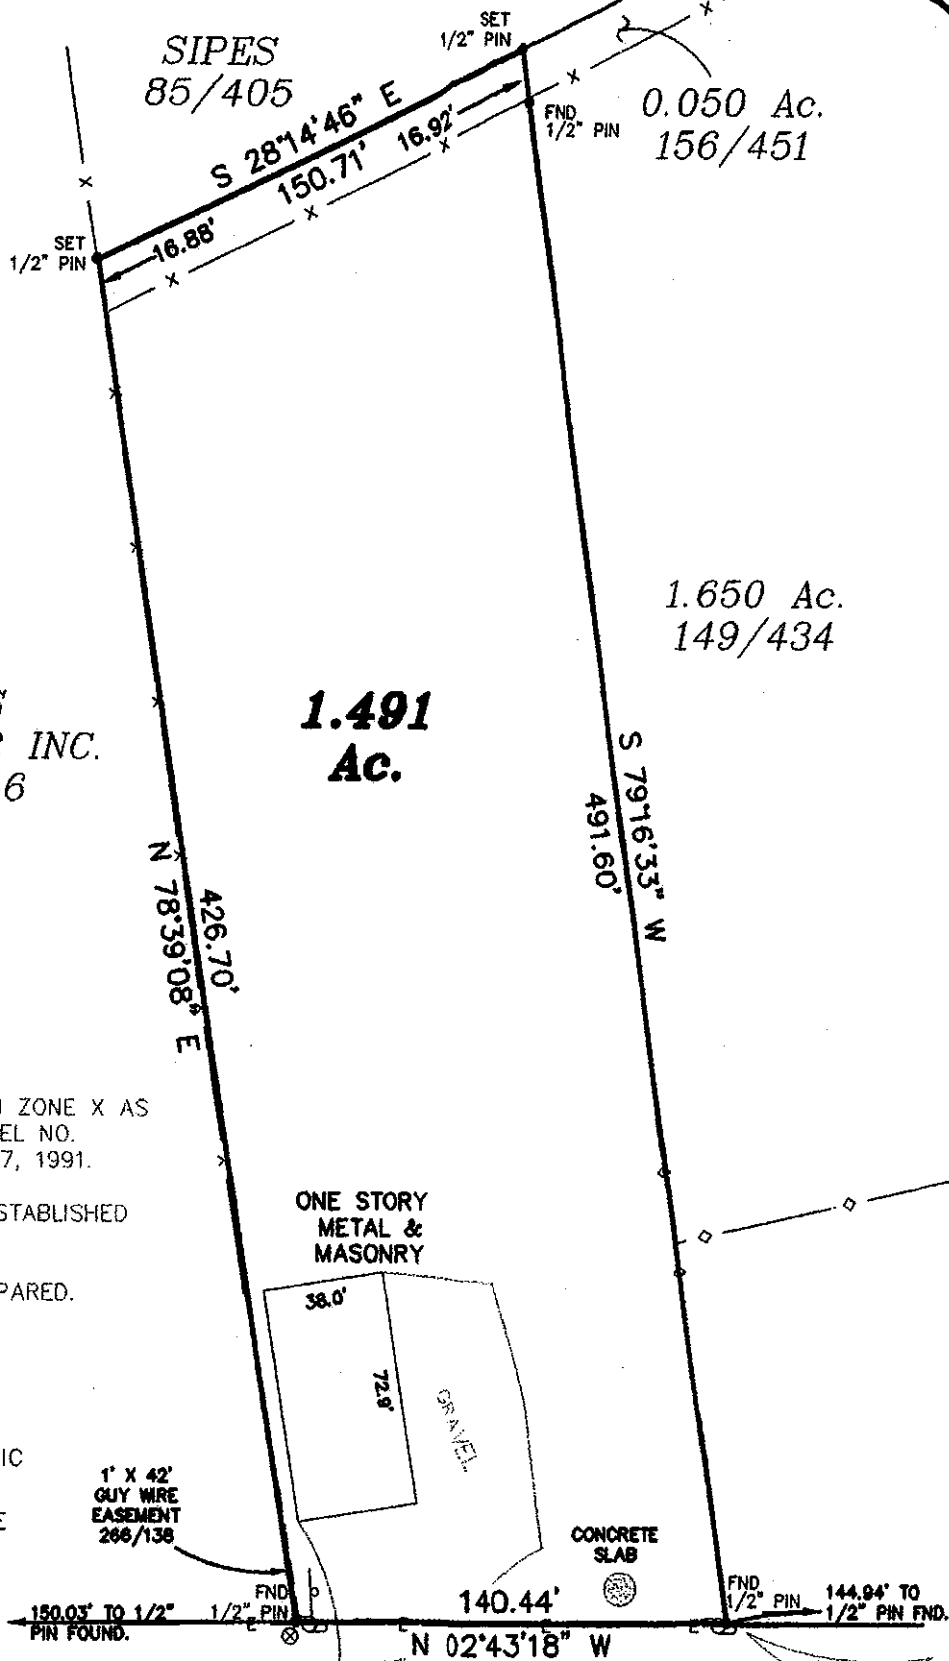 SET
1/2" PIN
SIPES
85/405
S 28°14'46" E
150.71'
16.92'
FND
1/2" PIN
0.050 Ac.
156/451
SET
1/2" PIN
16.88'
1.650 Ac.
149/434
1.491
Ac.
INC.
6
S 79°16'33" W
491.60'
N 78°39'08" E
426.70'
ZONE X AS
EL NO.
7, 1991.
STABLISHED
PARED.
ONE STORY
METAL &
MASONRY
38.0'
72.9'
GRAVEL
IC
E
1' X 42'
GUY WIRE
EASEMENT
266/138
CONCRETE
SLAB
FND
1/2" PIN
140.44'
FND
1/2" PIN
144.94' TO
1/2" PIN FND.
150.03' TO 1/2"
PIN FOUND.
N 02°43'18" W